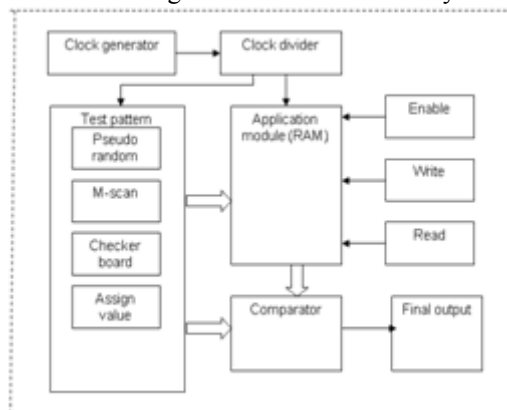 Clock generator
Clock divider
Test pattern
Pseudo
random
M-scan
Checker
board
Assign
value
Application
module (RAM)
Enable
Write
Read
Comparator
Final output